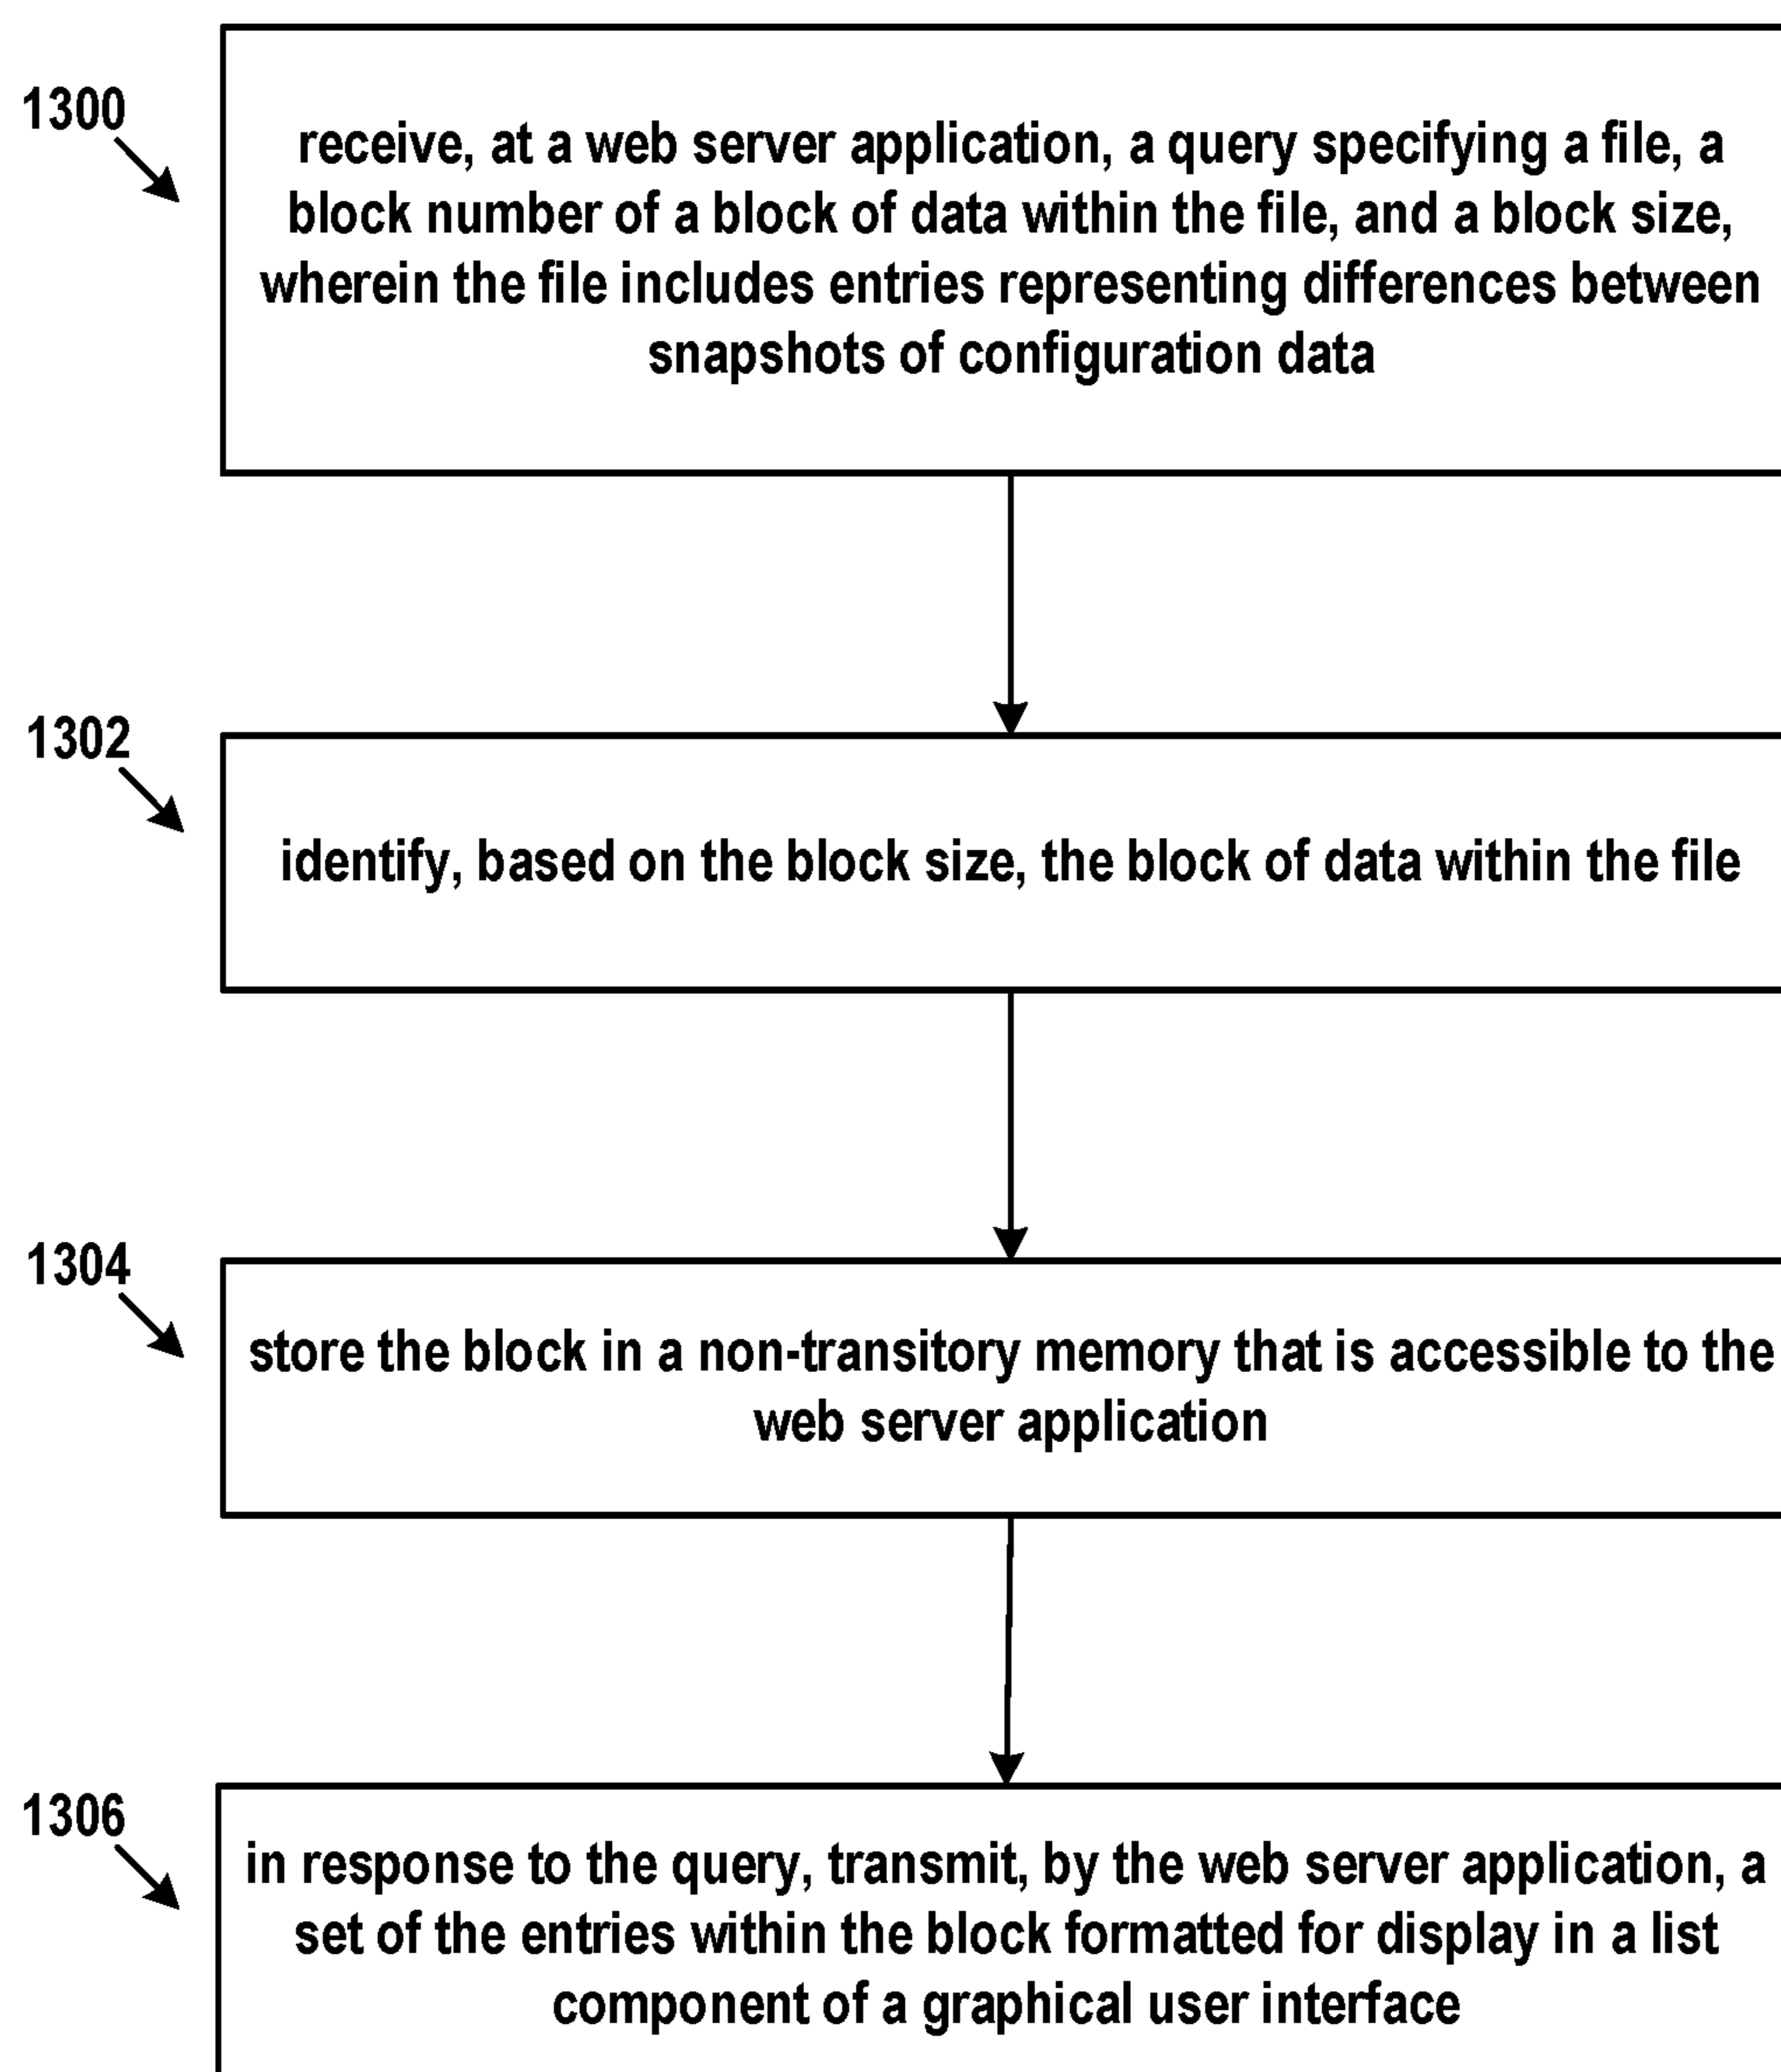 1300
receive, at a web server application, a query specifying a file, a
block number of a block of data within the file, and a block size,
wherein the file includes entries representing differences between
snapshots of configuration data
1302
identify, based on the block size, the block of data within the file
1304
store the block in a non-transitory memory that is accessible to the
web server application
1306
in response to the query, transmit, by the web server application, a
set of the entries within the block formatted for display in a list
component of a graphical user interface